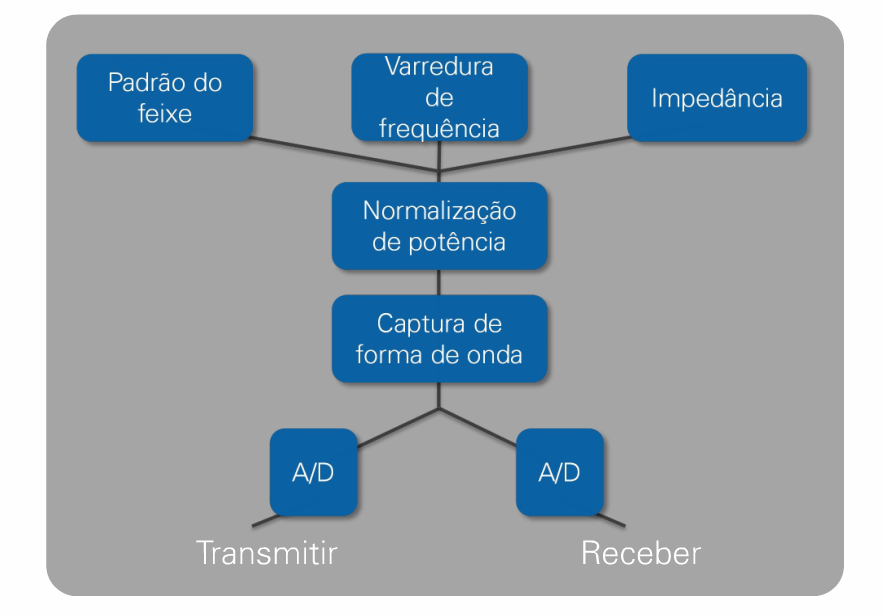 Padrão do
feixe
Varredura
de
frequência
Impedância
Normalização
de potência
Captura de
forma de onda
A/D
A/D
Transmitir
Receber